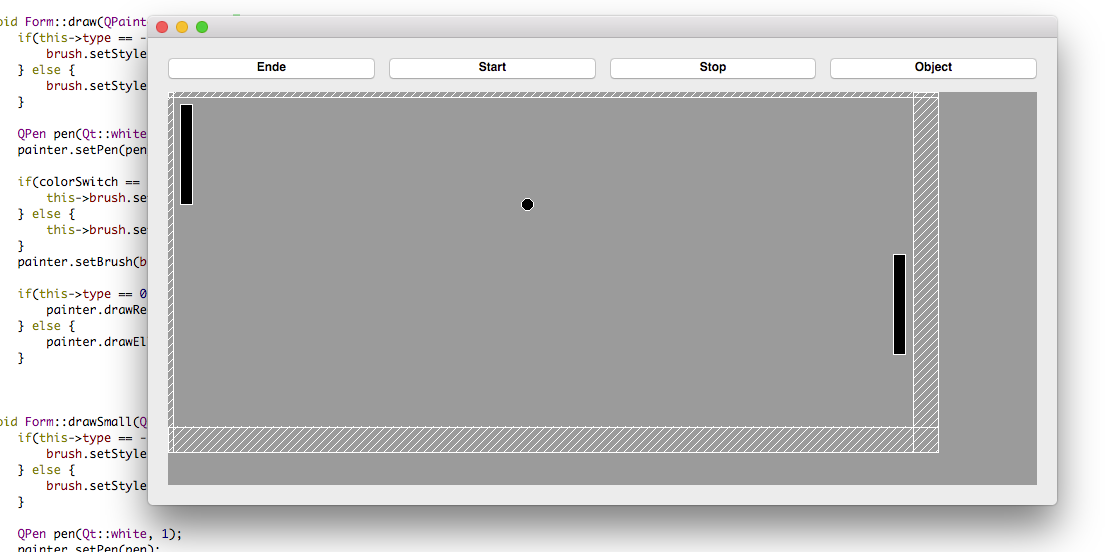 Ende Start Stop Object
oid Form::draw(QPaint
if(this->type == -
brush.setStyle
} else {
brush.setStyle
}
QPen pen(Qt::white
painter.setPen(pen
if(colorSwitch ==
this->brush.se
} else {
this->brush.se
}
painter.setBrush(b
if(this->type == 0
painter.drawRe
} else {
painter.drawEl
}
oid Form::drawSmall(Q
if(this->type == -
brush.setStyle
} else {
brush.setStyle
}
QPen pen(Qt::white, 1);
painter.setPen(pen);